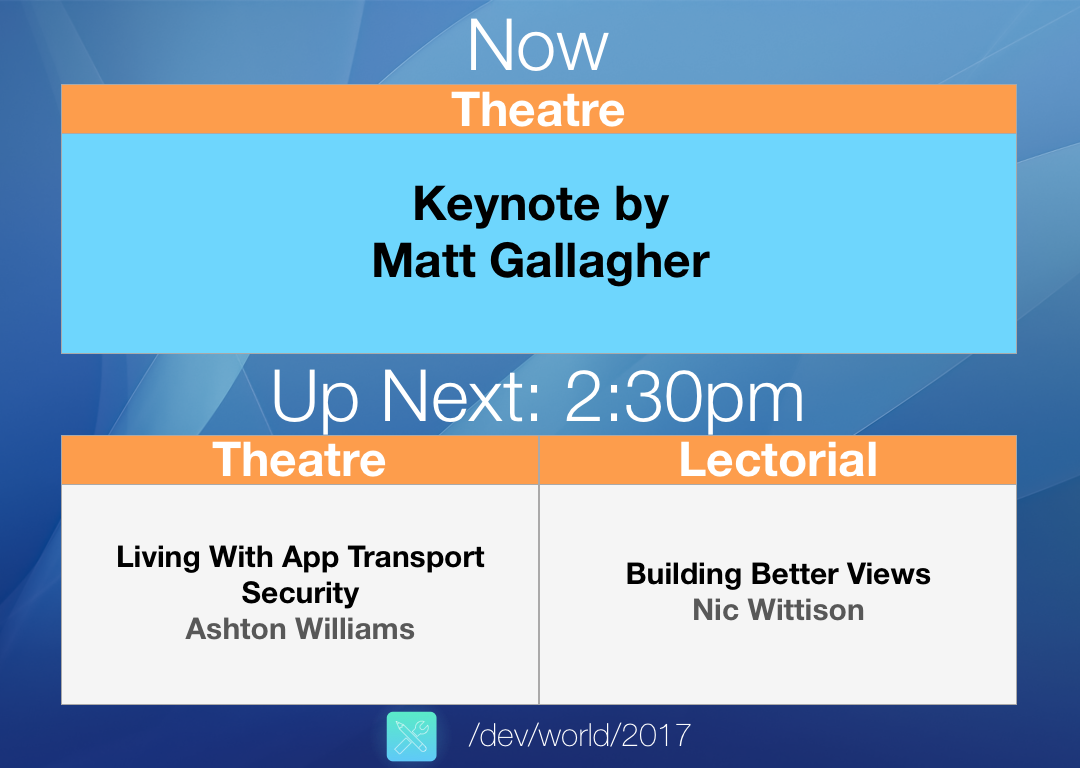 Now
Theatre
Keynote by
Matt Gallagher
Up Next: 2:30pm
Theatre
Lectorial
Living With App Transport
Security
Ashton Williams
Building Better Views
Nic Wittison
/dev/world/2017